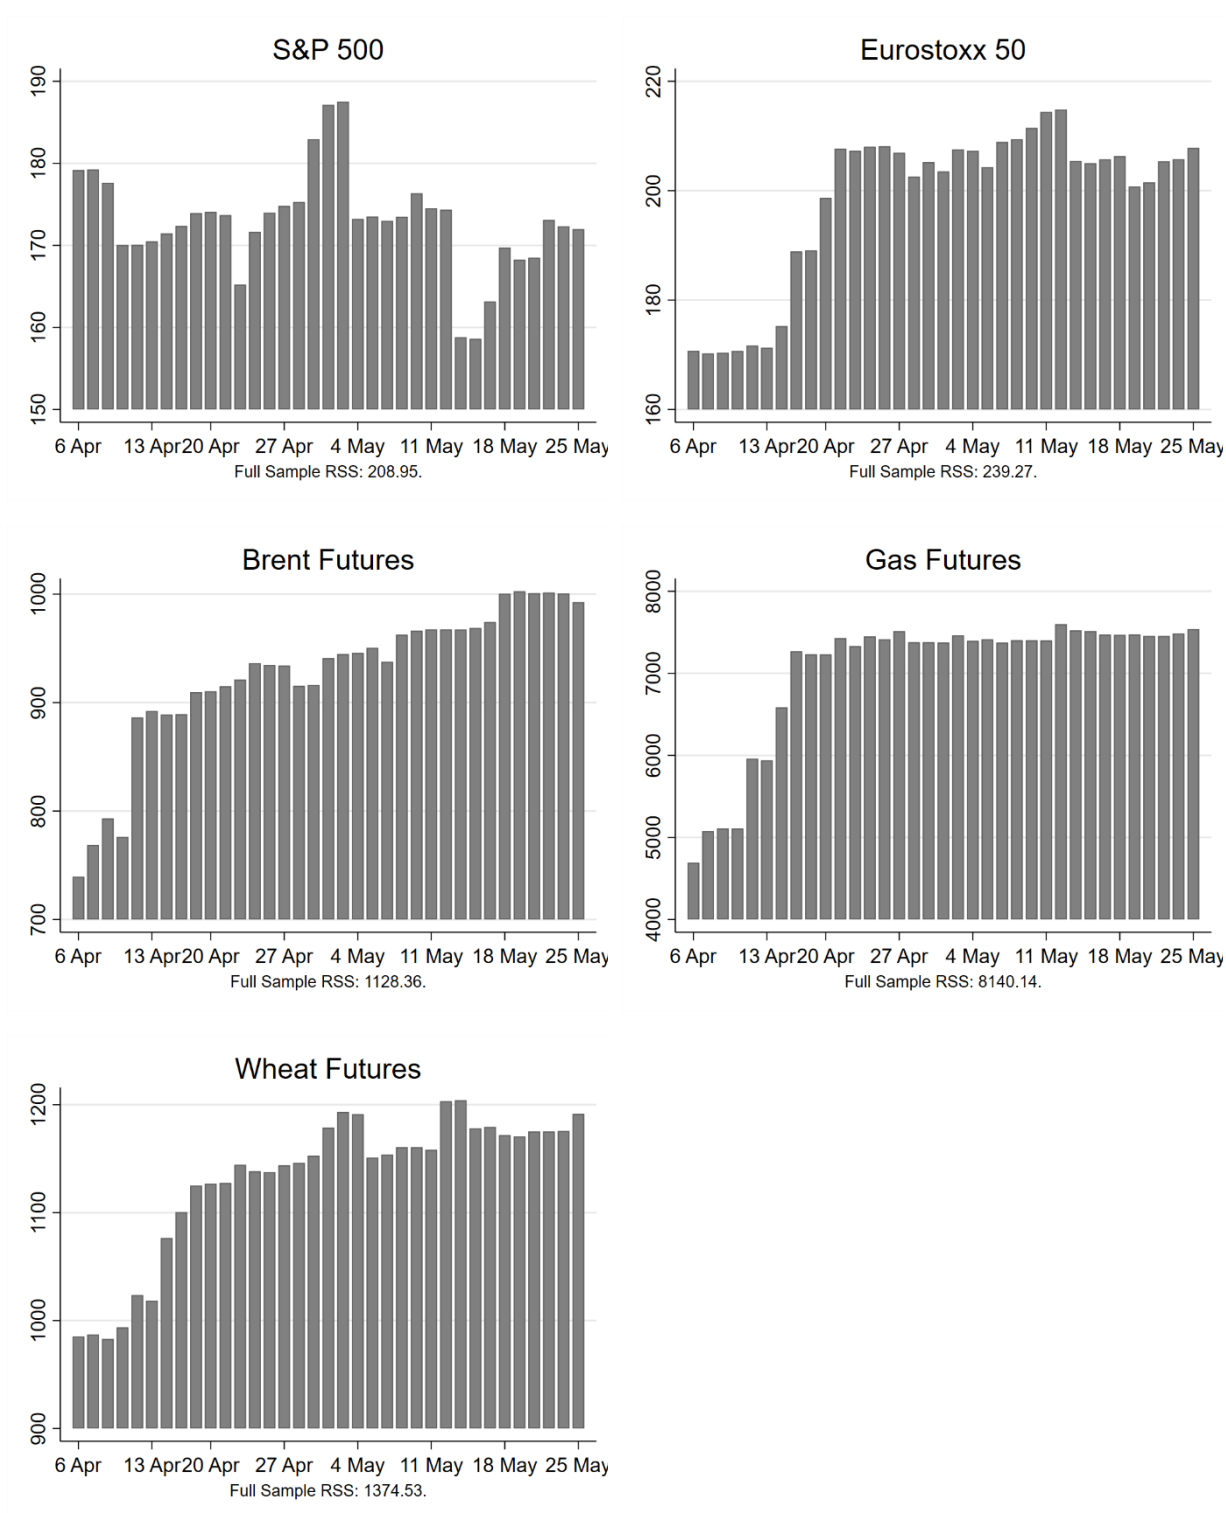 S&P 500
190
180
170
160
150
6 Apr 13 Apr 20 Apr 27 Apr 4 May 11 May 18 May 25 May
Full Sample RSS: 208.95.
Eurostoxx 50
220
200
180
160
6 Apr 13 Apr 20 Apr 27 Apr 4 May 11 May 18 May 25 May
Full Sample RSS: 239.27.
Brent Futures
1000
900
800
700
6 Apr 13 Apr 20 Apr 27 Apr 4 May 11 May 18 May 25 May
Full Sample RSS: 1128.36.
Gas Futures
8000
7000
6000
5000
4000
6 Apr 13 Apr 20 Apr 27 Apr 4 May 11 May 18 May 25 May
Full Sample RSS: 8140.14.
Wheat Futures
1200
1100
1000
900
6 Apr 13 Apr 20 Apr 27 Apr 4 May 11 May 18 May 25 May
Full Sample RSS: 1374.53.